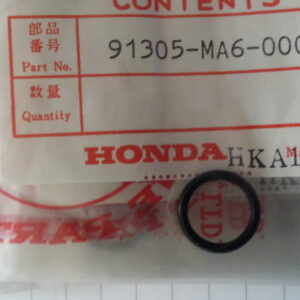 CONTENTS
部品
番号
Part No.
91305-MA6-000
数量
Quantity
HONDA HKA